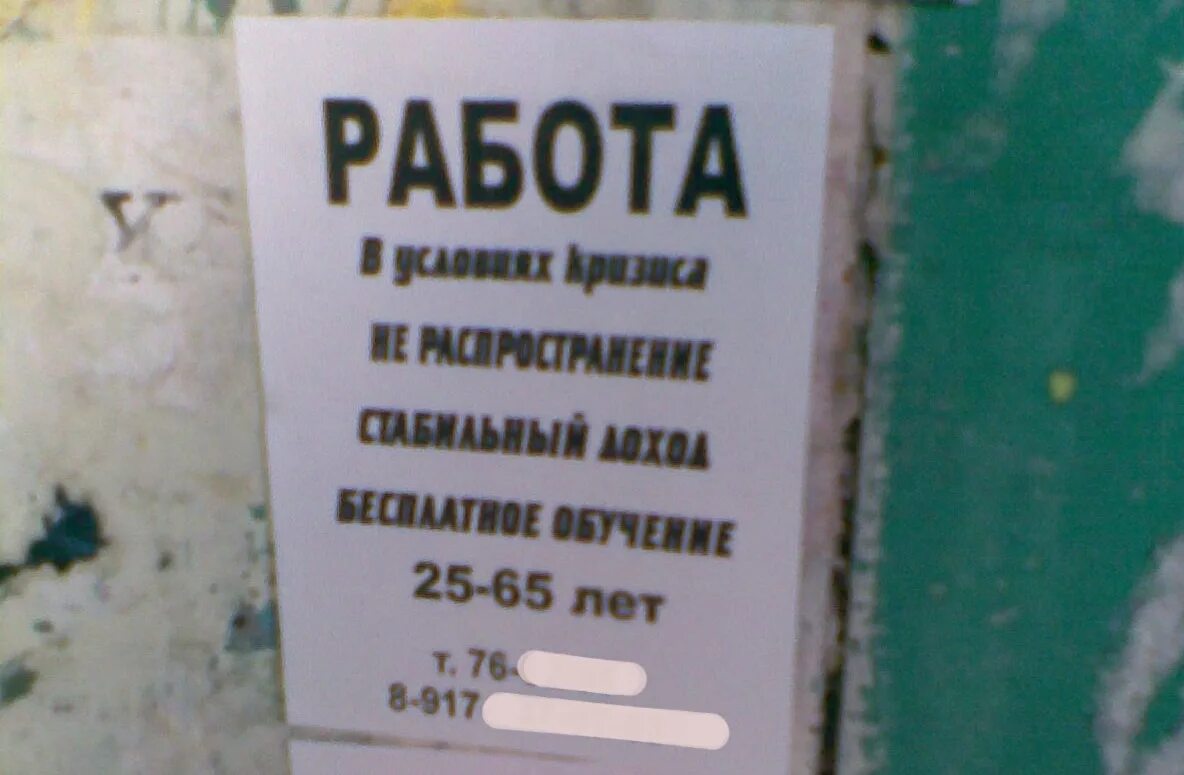 РАБОТА
В условиях кризиса
НЕ РАСПРОСТРАНЕНИЕ
СТАБИЛЬНЫЙ ДОХОД
БЕСПЛАТНОЕ ОБУЧЕНИЕ
25-65 лет
т. 76-
8-917
У